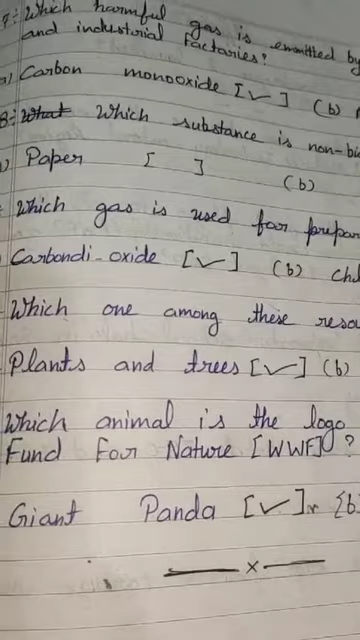 Which harmful gas is emmitted by
and industrial factories?
a) Carbon monooxide [✓] (b)
8:- What Which substance is non-bi
) Paper [ ] (b)
Which gas is used for prepar
Carbondi-oxide [✓] (b) ch
Which one among these reso
Plants and trees [✓] (b)
Which animal is the logo
Fund For Nature [WWF]?
Giant Panda [✓] (b
—x—